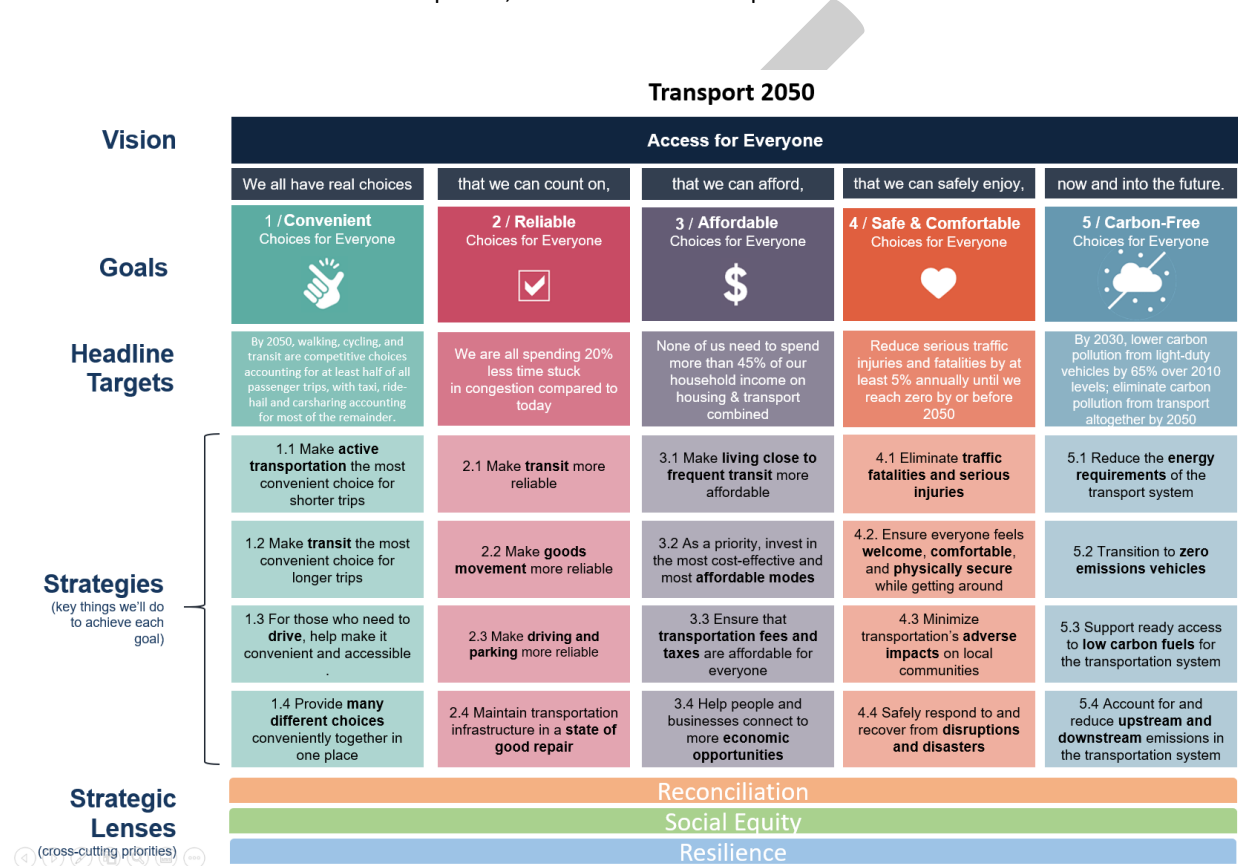 Transport 2050
Vision
Access for Everyone
We all have real choices
that we can count on,
that we can afford,
that we can safely enjoy,
now and into the future.
Goals
1 / Convenient
Choices for Everyone
2 / Reliable
Choices for Everyone
3 / Affordable
Choices for Everyone
$
4 / Safe & Comfortable
Choices for Everyone
5 / Carbon-Free
Choices for Everyone
Headline
Targets
By 2050, walking, cycling, and
transit are competitive choices
accounting for at least half of all
passenger trips, with taxi, ride-
hail and carsharing accounting
for most of the remainder.
We are all spending 20%
less time stuck
in congestion compared to
today
None of us need to spend
more than 45% of our
household income on
housing & transport
combined
Reduce serious traffic
injuries and fatalities by at
least 5% annually until we
reach zero by or before
2050
By 2030, lower carbon
pollution from light-duty
vehicles by 65% over 2010
levels; eliminate carbon
pollution from transport
altogether by 2050
Strategies
(key things we'll do
to achieve each
goal)
1.1 Make active
transportation the most
convenient choice for
shorter trips
2.1 Make transit more
reliable
3.1 Make living close to
frequent transit more
affordable
4.1 Eliminate traffic
fatalities and serious
injuries
5.1 Reduce the energy
requirements of the
transport system
1.2 Make transit the most
convenient choice for
longer trips
2.2 Make goods
movement more reliable
3.2 As a priority, invest in
the most cost-effective and
most affordable modes
4.2. Ensure everyone feels
welcome, comfortable,
and physically secure
while getting around
5.2 Transition to zero
emissions vehicles
1.3 For those who need to
drive, help make it
convenient and accessible
.
2.3 Make driving and
parking more reliable
3.3 Ensure that
transportation fees and
taxes are affordable for
everyone
4.3 Minimize
transportation's adverse
impacts on local
communities
5.3 Support ready access
to low carbon fuels for
the transportation system
1.4 Provide many
different choices
conveniently together in
one place
2.4 Maintain transportation
infrastructure in a state of
good repair
3.4 Help people and
businesses connect to
more economic
opportunities
4.4 Safely respond to and
recover from disruptions
and disasters
5.4 Account for and
reduce upstream and
downstream emissions in
the transportation system
Strategic
Lenses
(cross-cutting priorities)
Reconciliation
Social Equity
Resilience